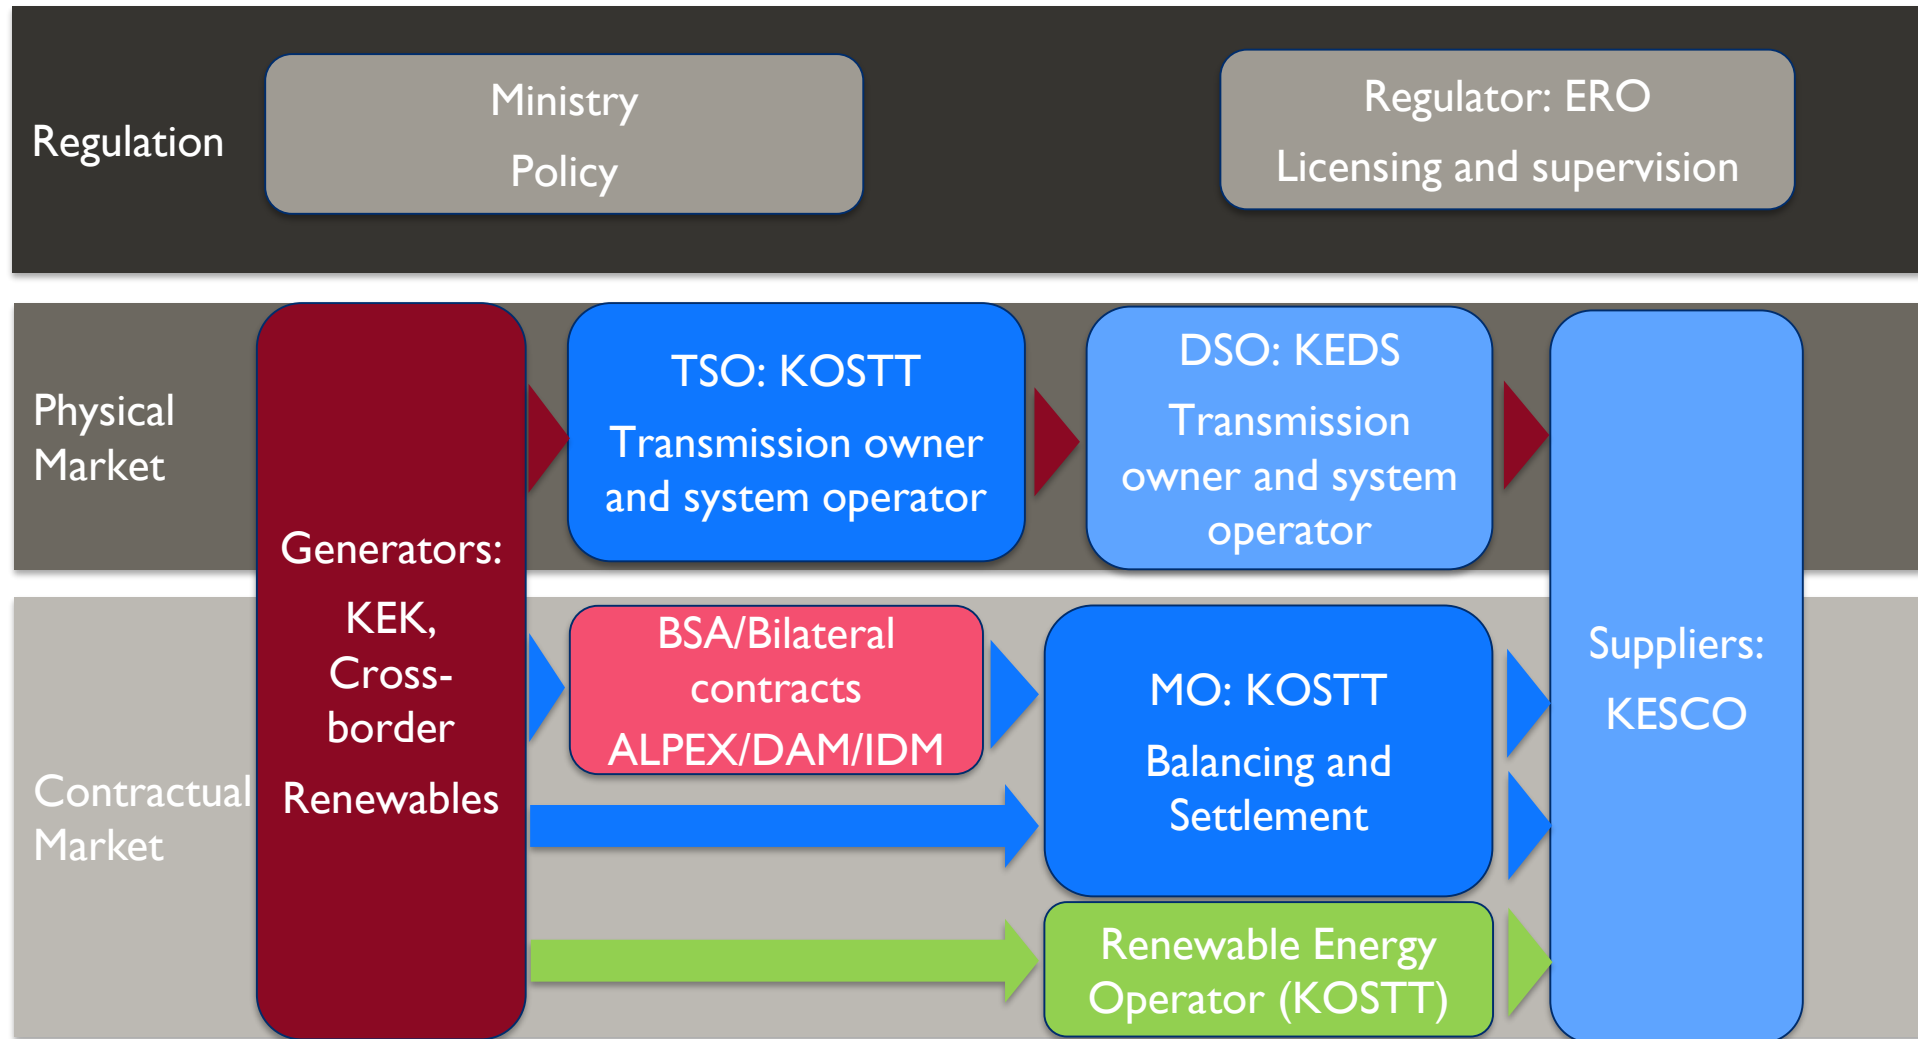 Regulation
Ministry
Policy
Regulator: ERO
Licensing and supervision
Physical
Market
Generators:
KEK,
Cross-
border
Renewables
TSO: KOSTT
Transmission owner
and system operator
DSO: KEDS
Transmission
owner and system
operator
Suppliers:
KESCO
Contractual
Market
BSA/Bilateral
contracts
ALPEX/DAM/IDM
MO: KOSTT
Balancing and
Settlement
Renewable Energy
Operator (KOSTT)